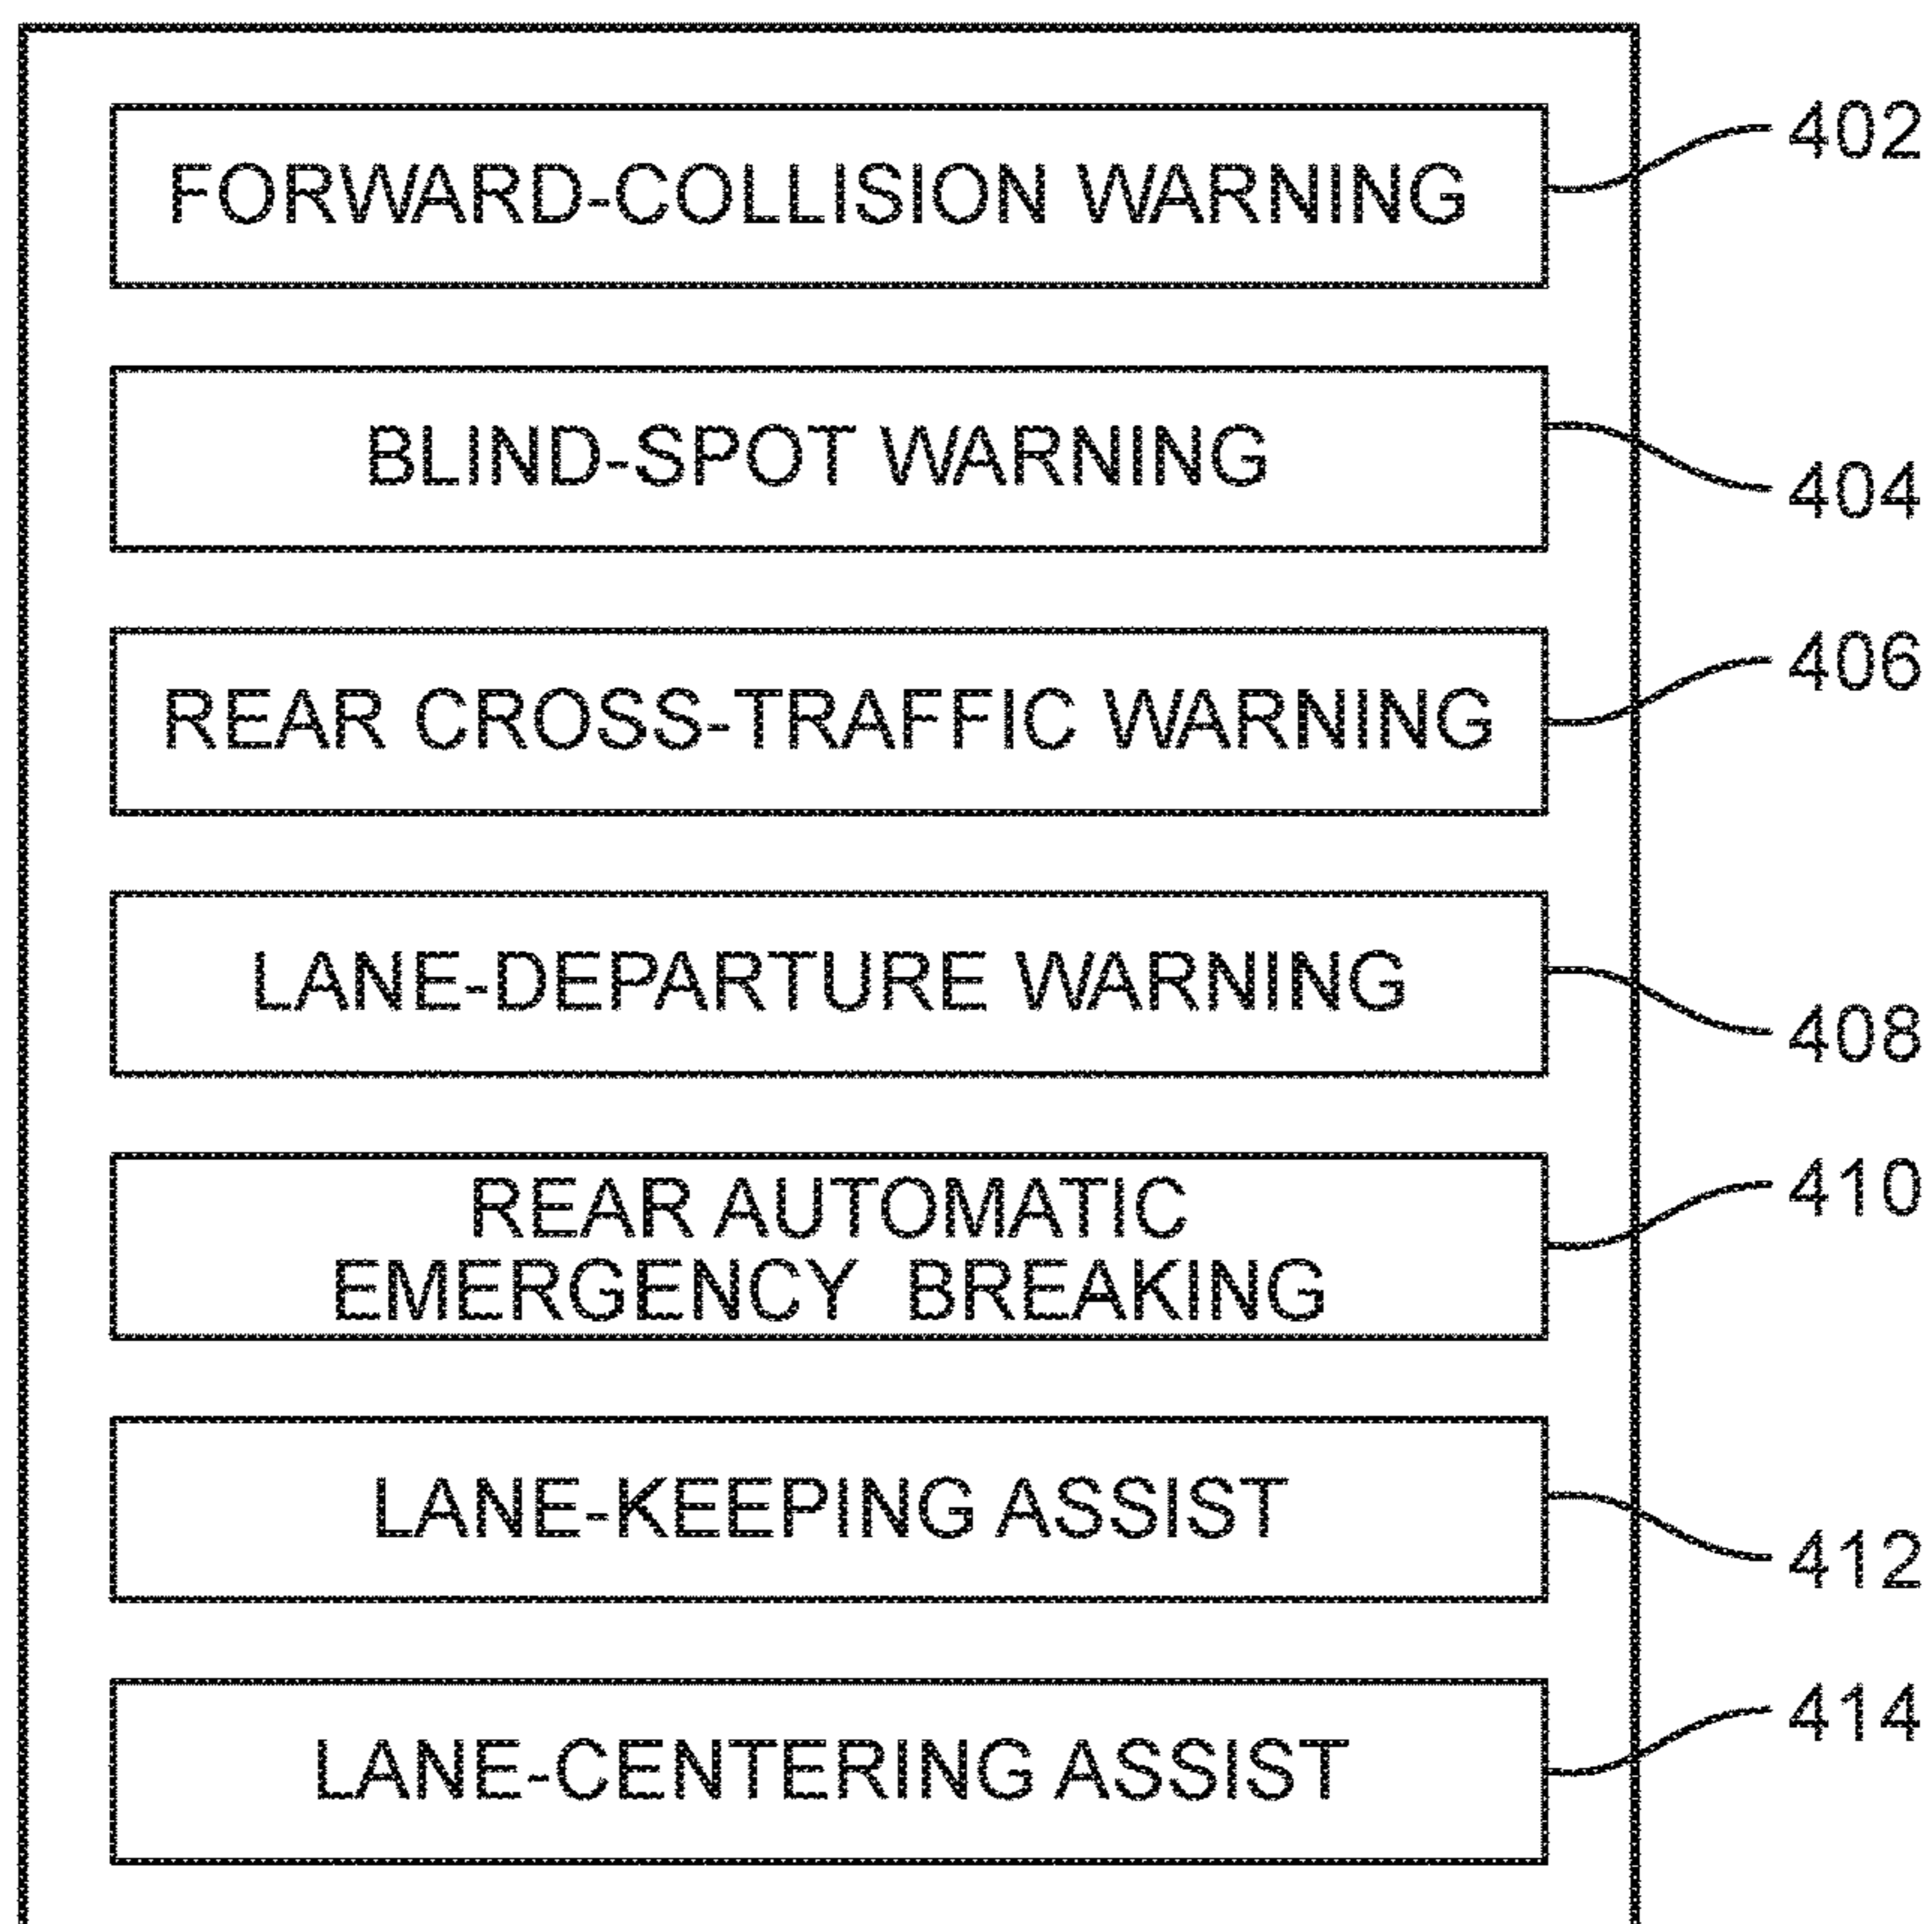 FORWARD-COLLISION WARNING
402
BLIND-SPOT WARNING
404
REAR CROSS-TRAFFIC WARNING
406
LANE-DEPARTURE WARNING
408
REAR AUTOMATIC
EMERGENCY BREAKING
410
LANE-KEEPING ASSIST
412
LANE-CENTERING ASSIST
414